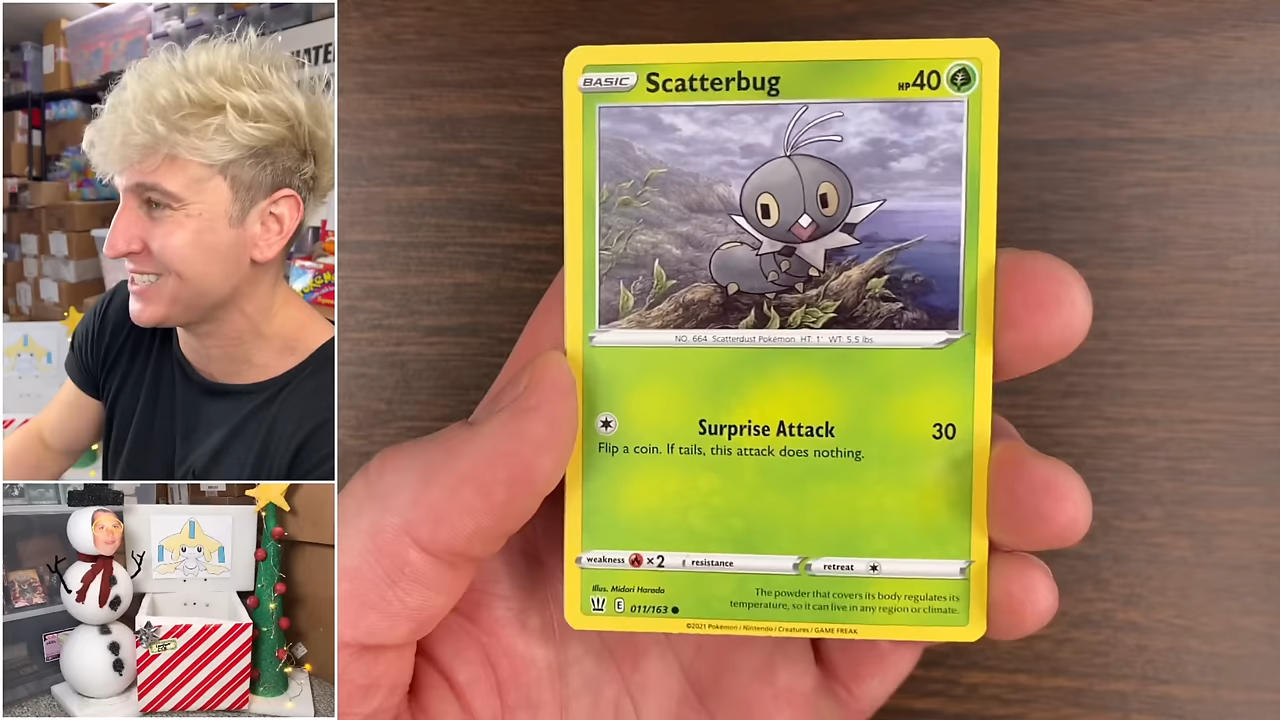 BASIC Scatterbug HP 40
NO. 664 Scatterdust Pokémon HT: 1' WT: 5.5 lbs.
Surprise Attack 30
Flip a coin. If tails, this attack does nothing.
weakness ×2 resistance retreat
Illus. Midori Harada
The powder that covers its body regulates its
temperature, so it can live in any region or climate.
E 011/163
©2021 Pokémon / Nintendo / Creatures / GAME FREAK